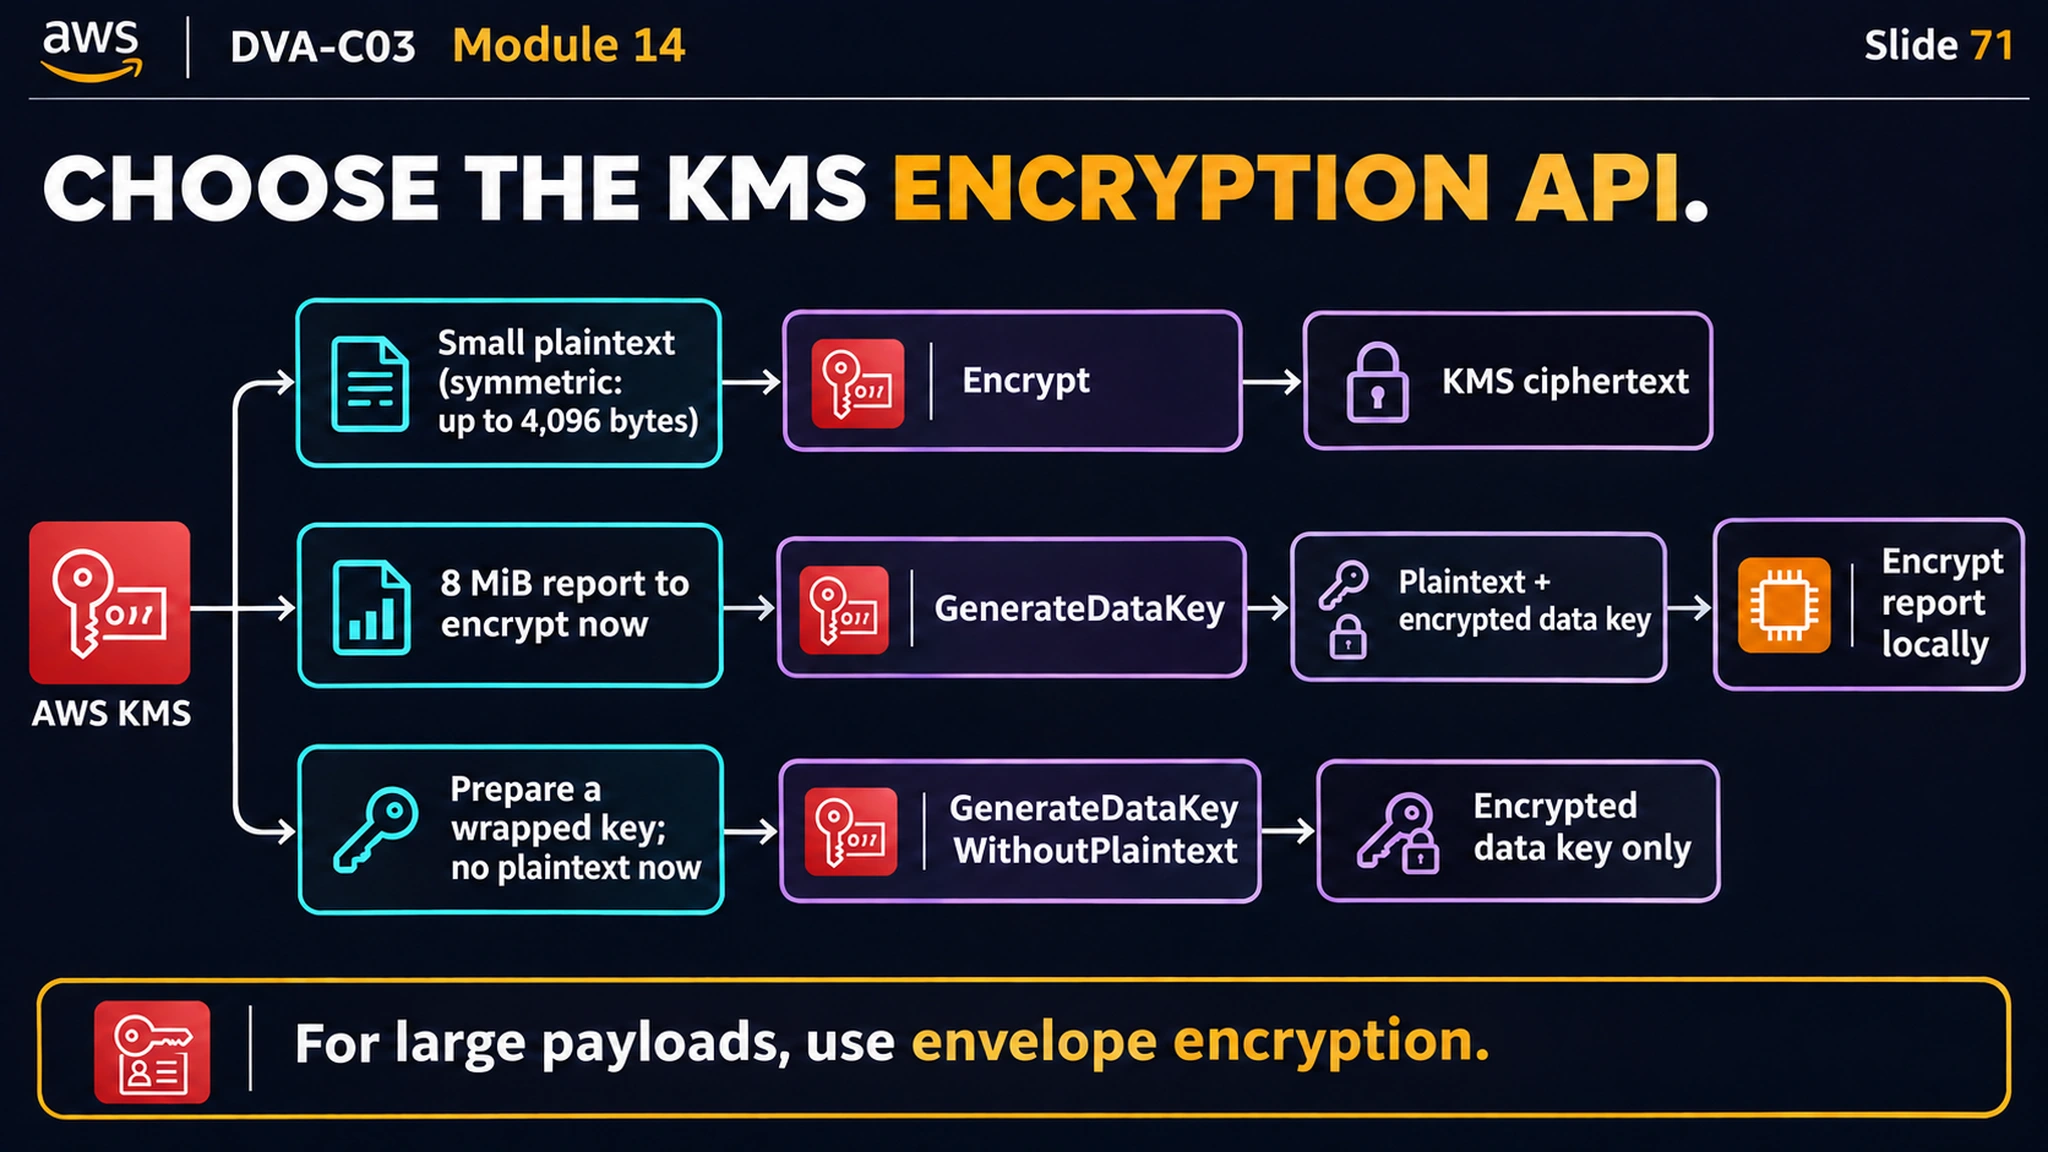 aws
DVA-C03 Module 14
Slide 71
CHOOSE THE KMS ENCRYPTION API.
AWS KMS
Small plaintext
(symmetric:
up to 4,096 bytes)
Encrypt
KMS ciphertext
8 MiB report to
encrypt now
GenerateDataKey
Plaintext +
encrypted data key
Encrypt
report
locally
Prepare a
wrapped key;
no plaintext now
GenerateDataKey
WithoutPlaintext
Encrypted
data key only
For large payloads, use envelope encryption.